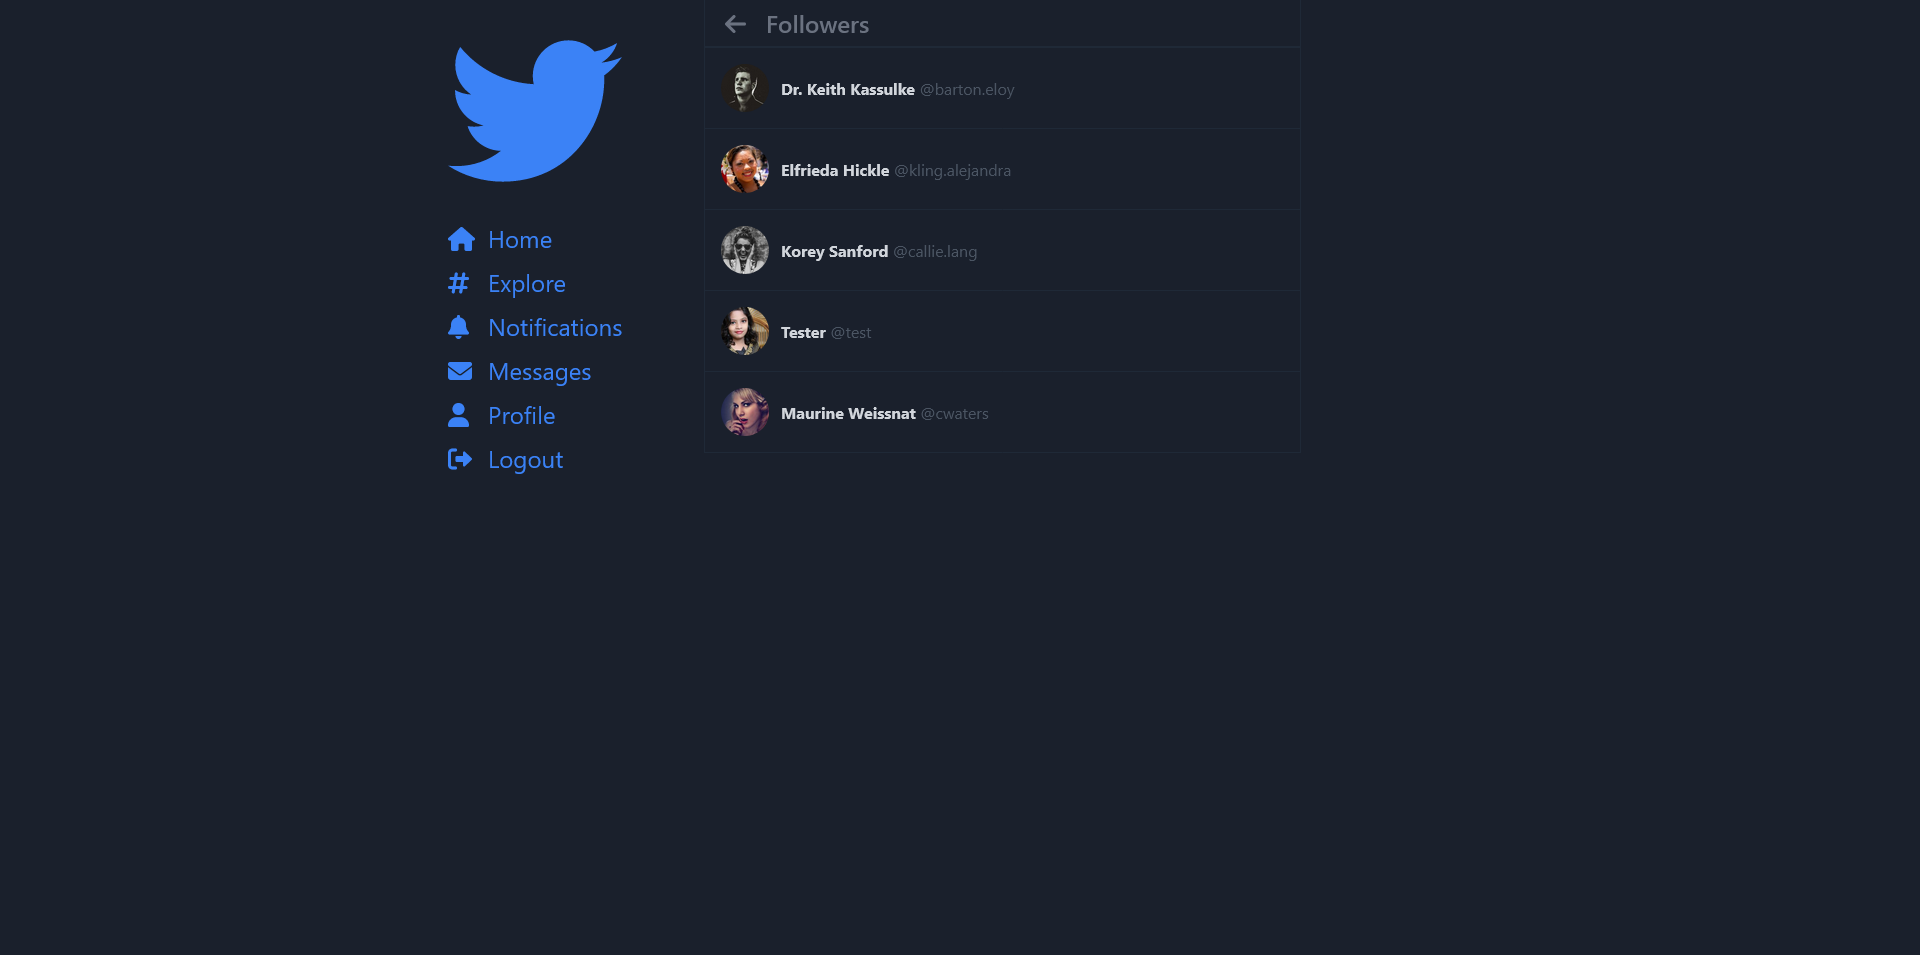 Followers
Dr. Keith Kassulke @barton.eloy
Elfrieda Hickle @kling.alejandra
Korey Sanford @callie.lang
Tester @test
Maurine Weissnat @cwaters
Home
Explore
Notifications
Messages
Profile
Logout